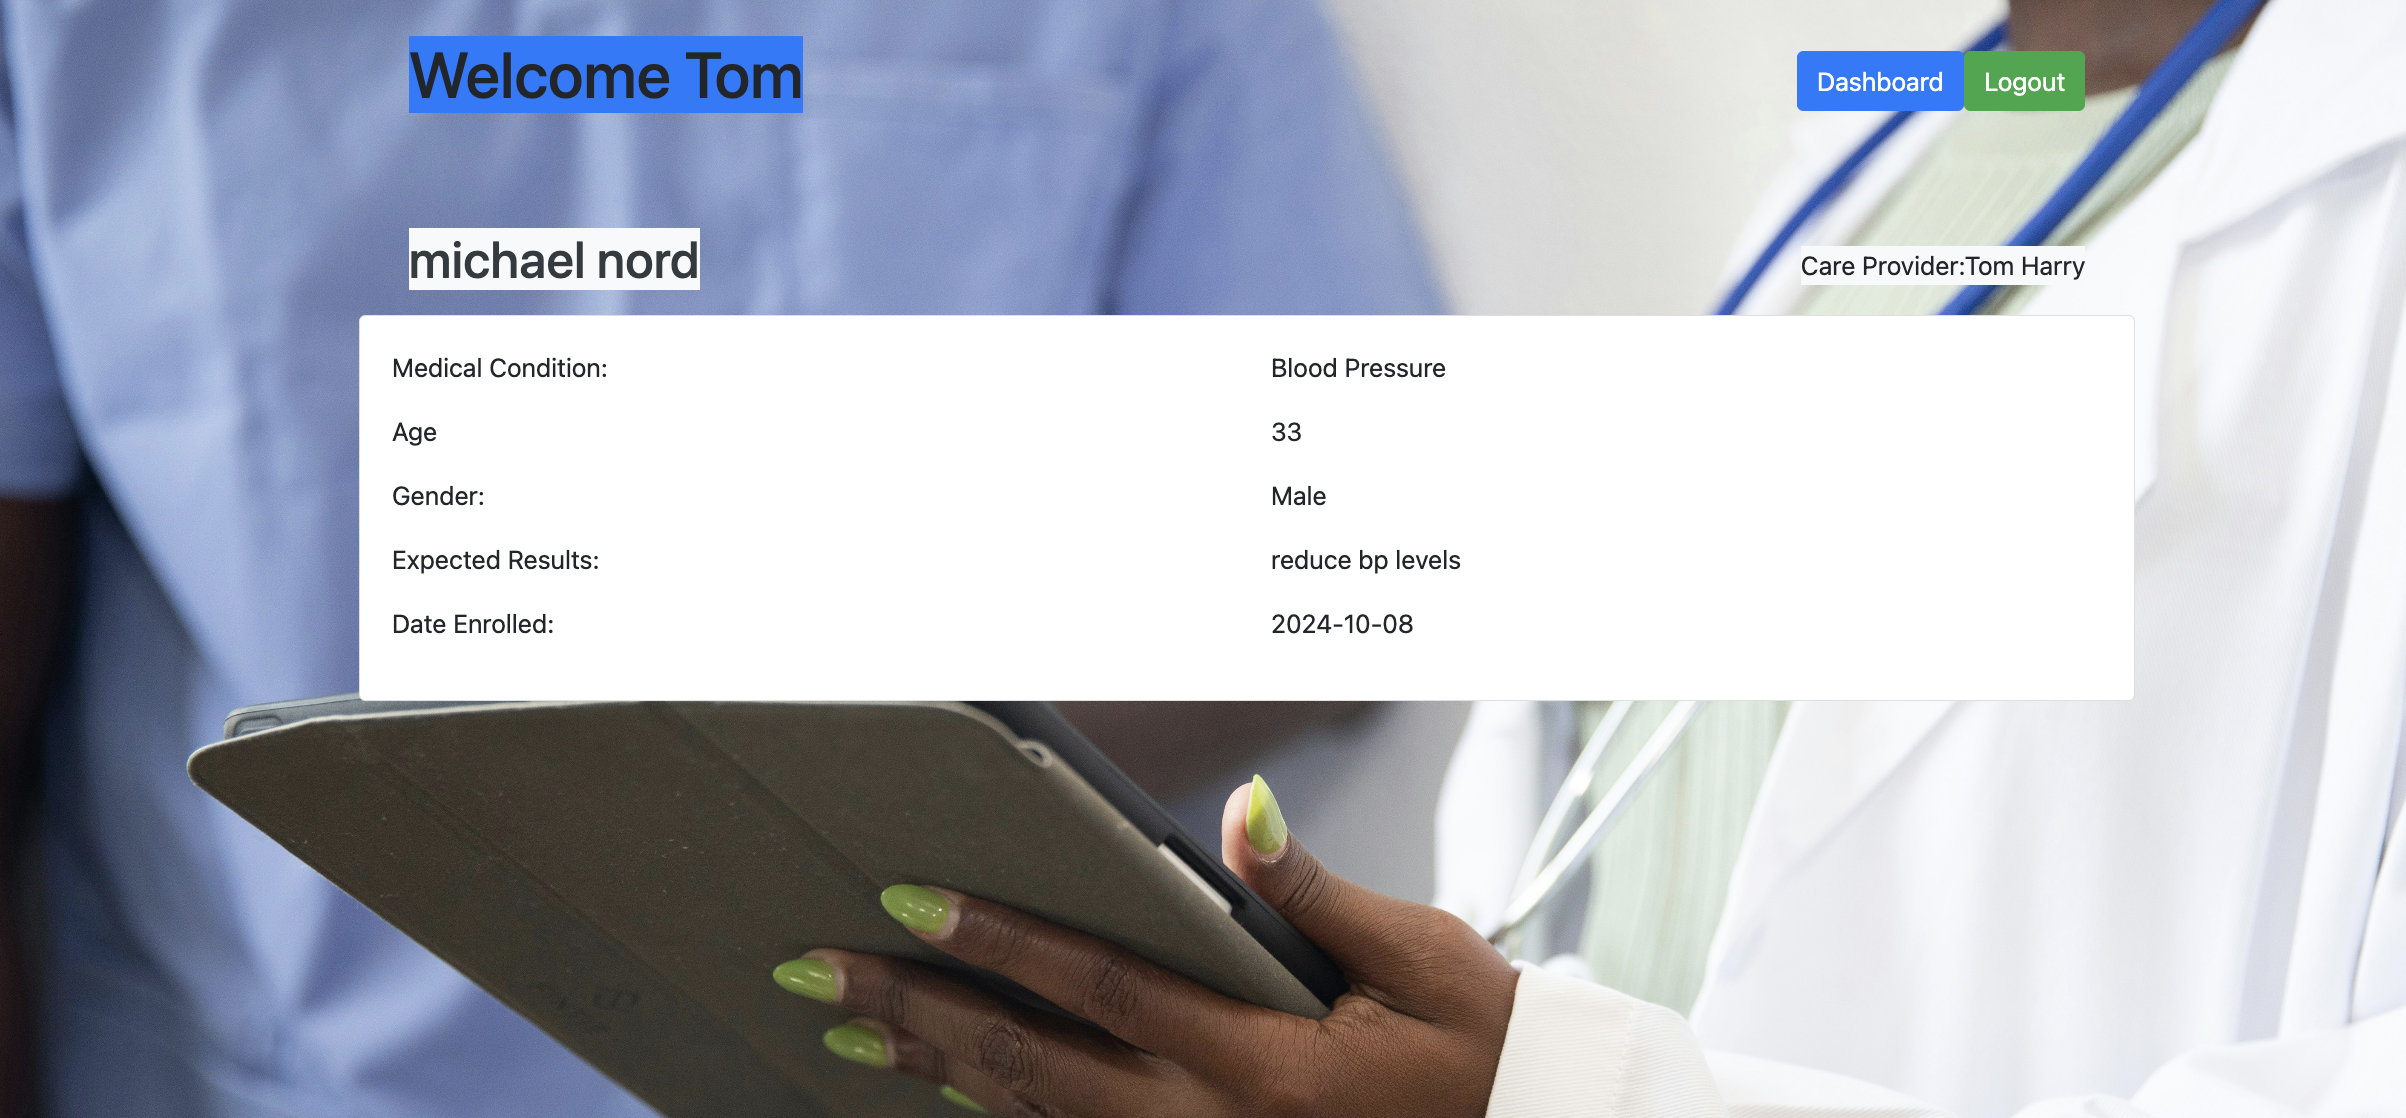 Welcome Tom
Dashboard Logout
michael nord
Care Provider:Tom Harry
Medical Condition: Blood Pressure
Age 33
Gender: Male
Expected Results: reduce bp levels
Date Enrolled: 2024-10-08